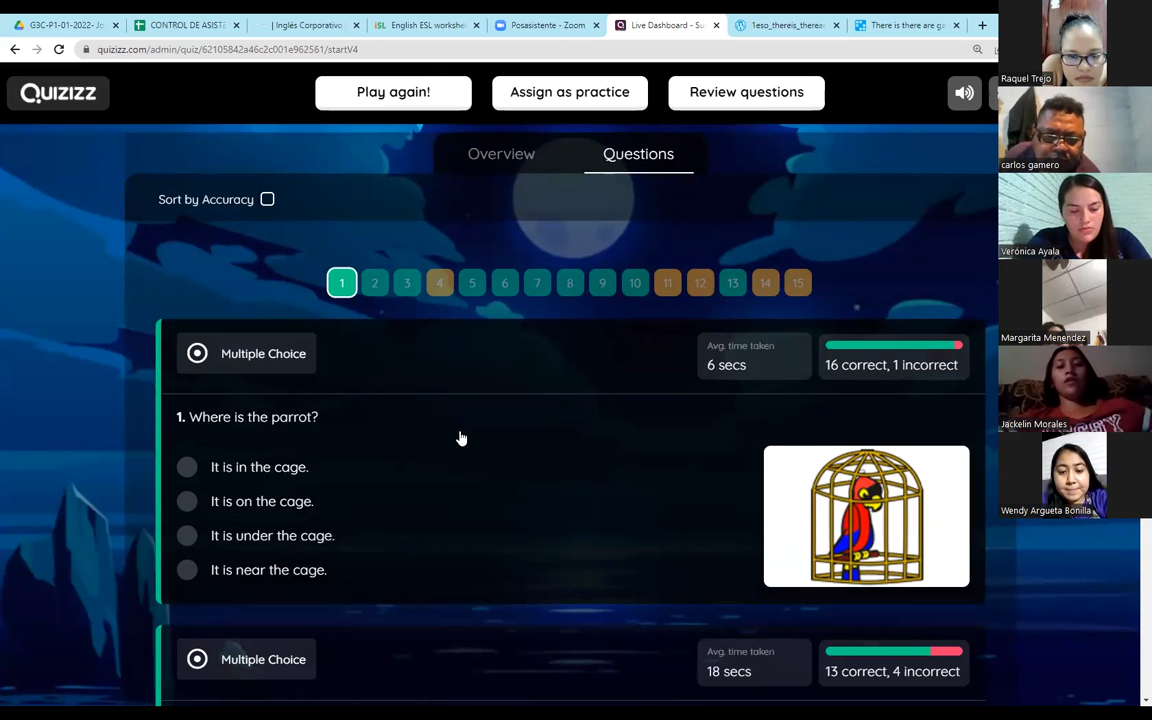 G3C-P1-01-2022- Jo
CONTROL DE ASIST
Inglés Corporativo
iSL English ESL workshe
Posasistente - Zoom
Live Dashboard - Su
1eso_thereis_therear
There is there are ga
quizizz.com/admin/quiz/62105842a46c2c001e962561/startV4
Quizizz
Play again!
Assign as practice
Review questions
Overview
Questions
Sort by Accuracy
1 2 3 4 5 6 7 8 9 10 11 12 13 14 15
Multiple Choice
Avg. time taken
6 secs
16 correct, 1 incorrect
1. Where is the parrot?
It is in the cage.
It is on the cage.
It is under the cage.
It is near the cage.
Multiple Choice
Avg. time taken
18 secs
13 correct, 4 incorrect
Raquel Trejo
carlos gamero
Verónica Ayala
Margarita Menendez
Jackelin Morales
Wendy Argueta Bonilla